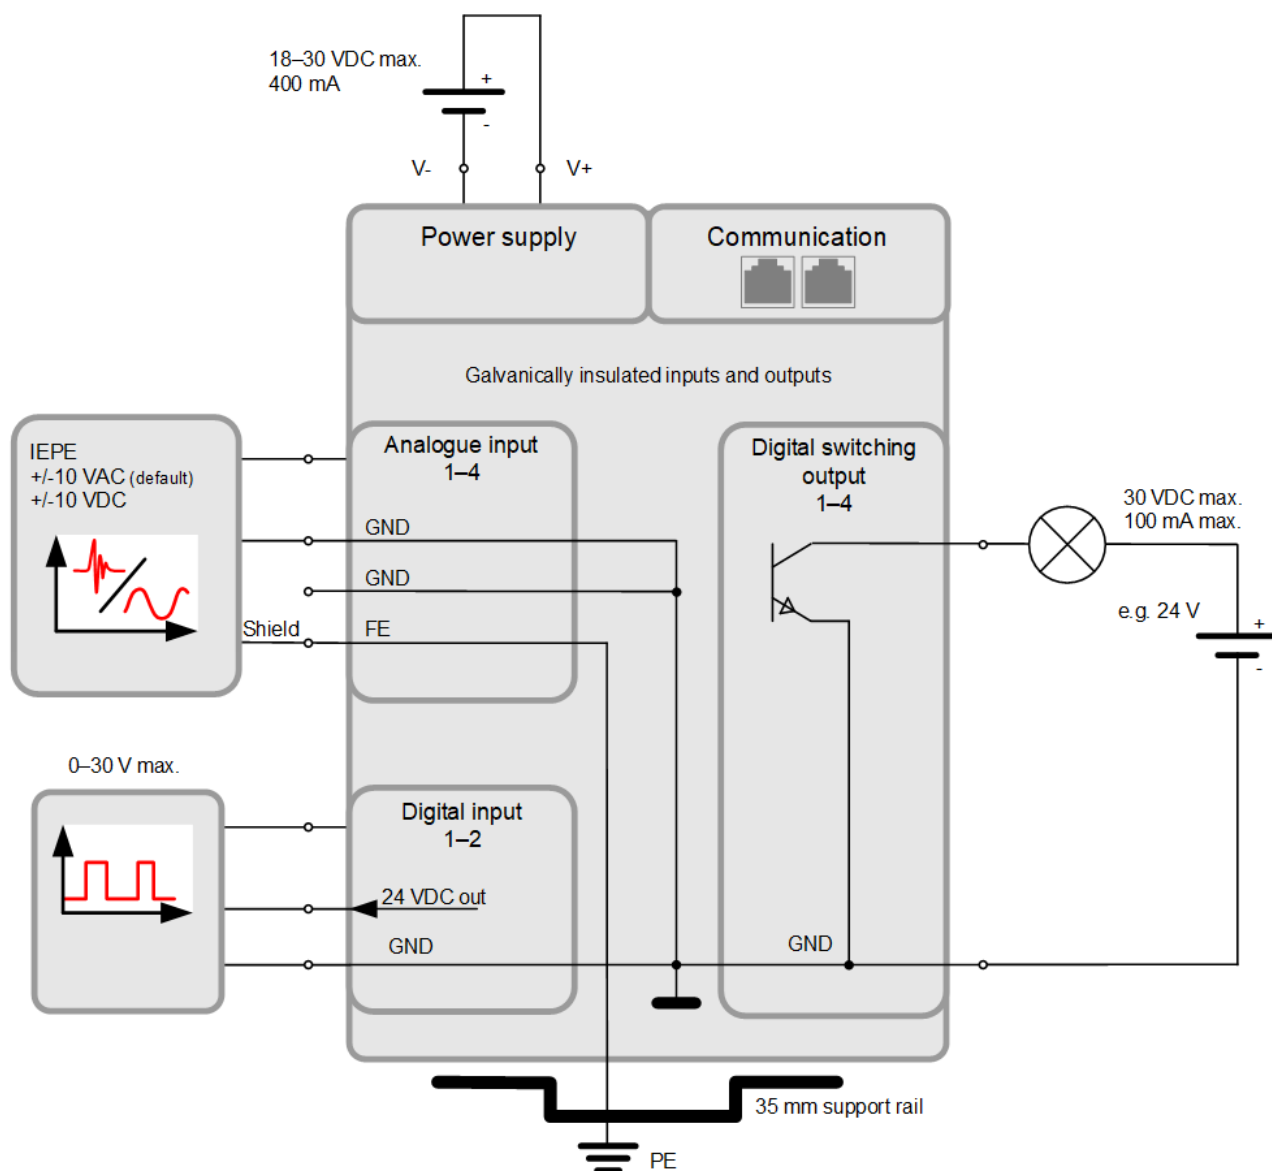 18–30 VDC max.
400 mA
+
-
V-
V+
Power supply
Communication
Galvanically insulated inputs and outputs
IEPE
+/-10 VAC (default)
+/-10 VDC
Shield
Analogue input
1–4
GND
GND
FE
Digital switching
output
1–4
30 VDC max.
100 mA max.
e.g. 24 V
+
-
0–30 V max.
Digital input
1–2
24 VDC out
GND
GND
35 mm support rail
PE